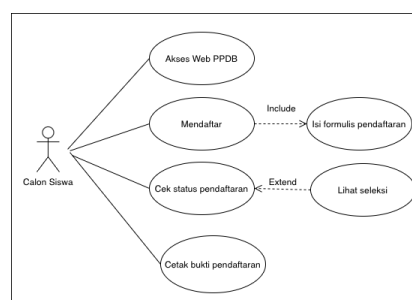 Akses Web PPDB
Mendaftar
Include
Isi formulis pendaftaran
Calon Siswa
Cek status pendaftaran
Extend
Lihat seleksi
Cetak bukti pendaftaran